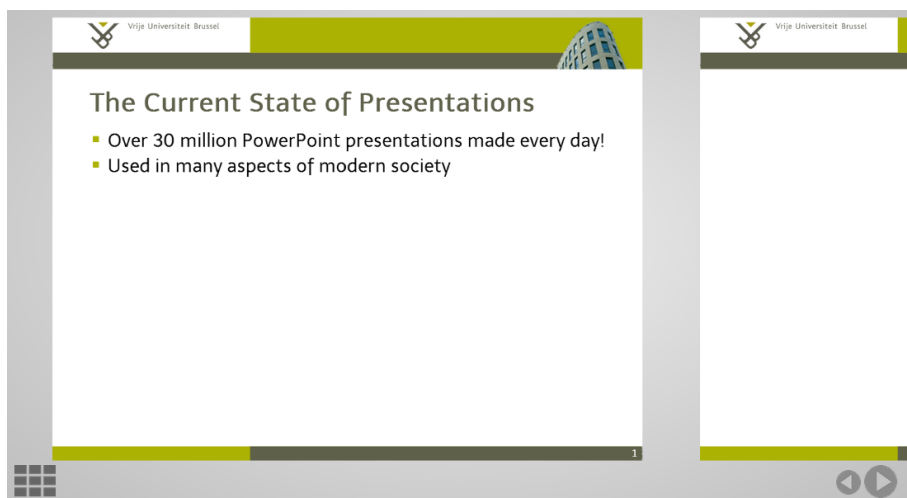 Vrije Universiteit Brussel
The Current State of Presentations
Over 30 million PowerPoint presentations made every day!
Used in many aspects of modern society
1
Vrije Universiteit Brussel